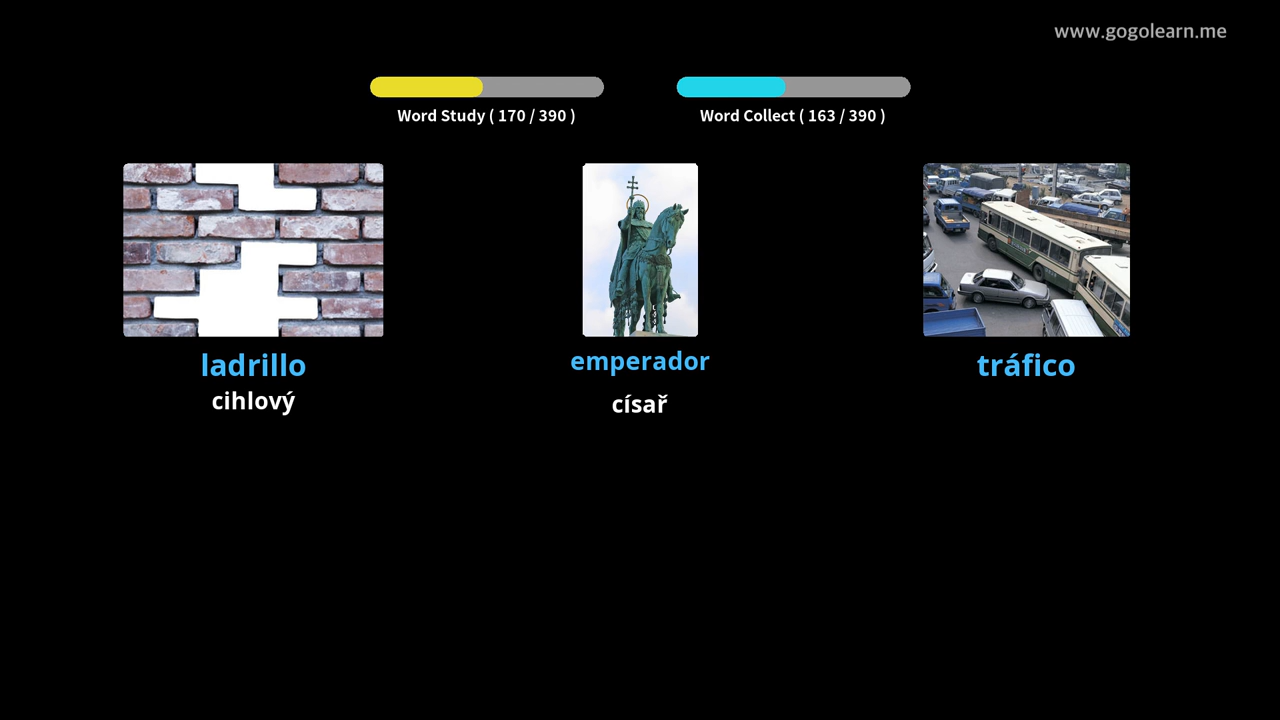 www.gogolearn.me
Word Study ( 170 / 390 )
Word Collect ( 163 / 390 )
ladrillo
cihlový
emperador
císař
tráfico